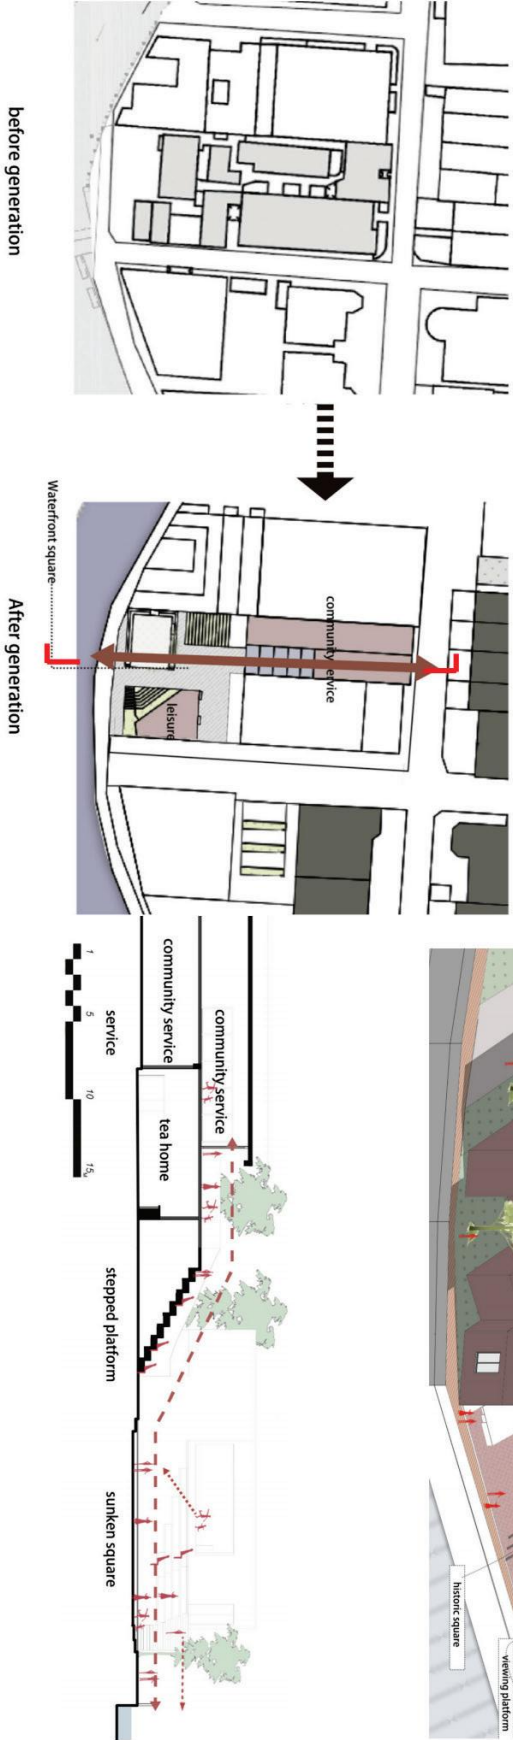 before generation
Waterfront square
After generation
community service
leisure
community service
community service
tea home
service
stepped platform
sunken square
1
5
10
15
historic square
viewing platform